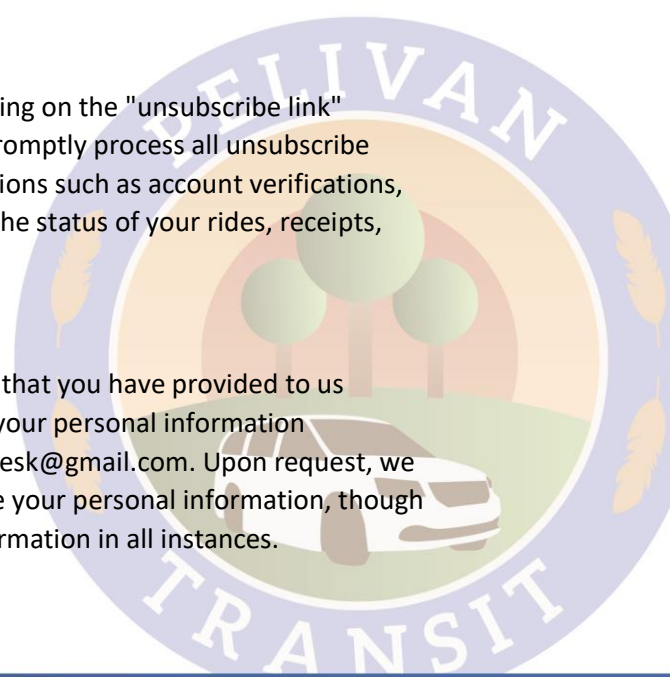 PELIVAN
ing on the "unsubscribe link"
romptly process all unsubscribe
ions such as account verifications,
he status of your rides, receipts,
that you have provided to us
your personal information
esk@gmail.com. Upon request, we
e your personal information, though
rmation in all instances.
TRANSIT